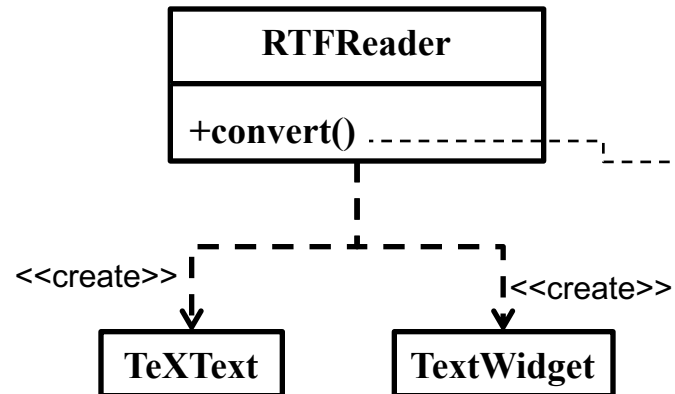 RTFReader
+convert()
<<create>>
<<create>>
TeXText
TextWidget